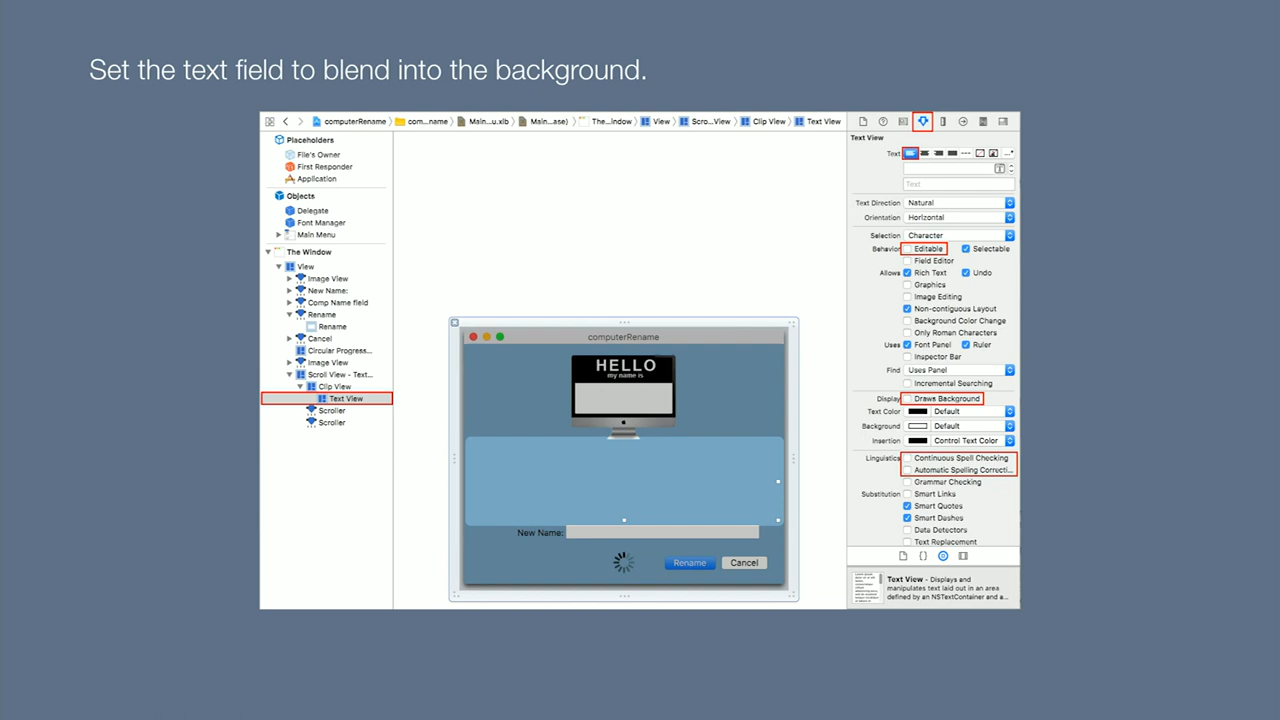 Set the text field to blend into the background.
computerRename
com...name
Main...u.xib
Main...ase)
The...indow
View
Scro...View
Clip View
Text View
Placeholders
File's Owner
First Responder
Application
Objects
Delegate
Font Manager
Main Menu
The Window
View
Image View
New Name:
Comp Name field
Rename
Rename
Cancel
Circular Progress...
Image View
Scroll View - Text...
Clip View
Text View
Scroller
Scroller
computerRename
HELLO
my name is
New Name:
Rename
Cancel
Text View
Text
Text
Text Direction Natural
Orientation Horizontal
Selection Character
Behavior Editable Selectable
Field Editor
Allows Rich Text Undo
Graphics
Image Editing
Non-contiguous Layout
Background Color Change
Only Roman Characters
Uses Font Panel Ruler
Inspector Bar
Find Uses Panel
Incremental Searching
Display Draws Background
Text Color Default
Background Default
Insertion Control Text Color
Linguistics Continuous Spell Checking
Automatic Spelling Correcti...
Grammar Checking
Substitution Smart Links
Smart Quotes
Smart Dashes
Data Detectors
Text Replacement
Text View - Displays and
manipulates text laid out in an area
defined by an NSTextContainer and a...